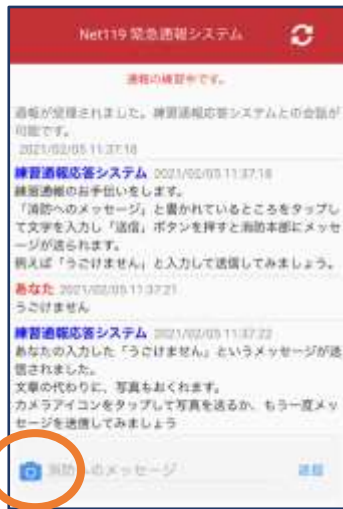 Net119 緊急通報システム
通報の練習中です。
通報が受理されました。練習通報応答システムとの会話が
可能です。
2021/02/05 11:37:18
練習通報応答システム 2021/02/05 11:37:18
練習通報のお手伝いをします。
「消防へのメッセージ」と書かれているところをタップし
て文字を入力し「送信」ボタンを押すと消防本部にメッセ
ージが送られます。
例えば「うごけません」と入力して送信してみましょう。
あなた 2021/02/05 11:37:21
うごけません
練習通報応答システム 2021/02/05 11:37:22
あなたの入力した「うごけません」というメッセージが送
信されました。
文章の代わりに、写真もおくれます。
カメラアイコンをタップして写真を送るか、もう一度メッ
セージを送信してみましょう
消防へのメッセージ
送信